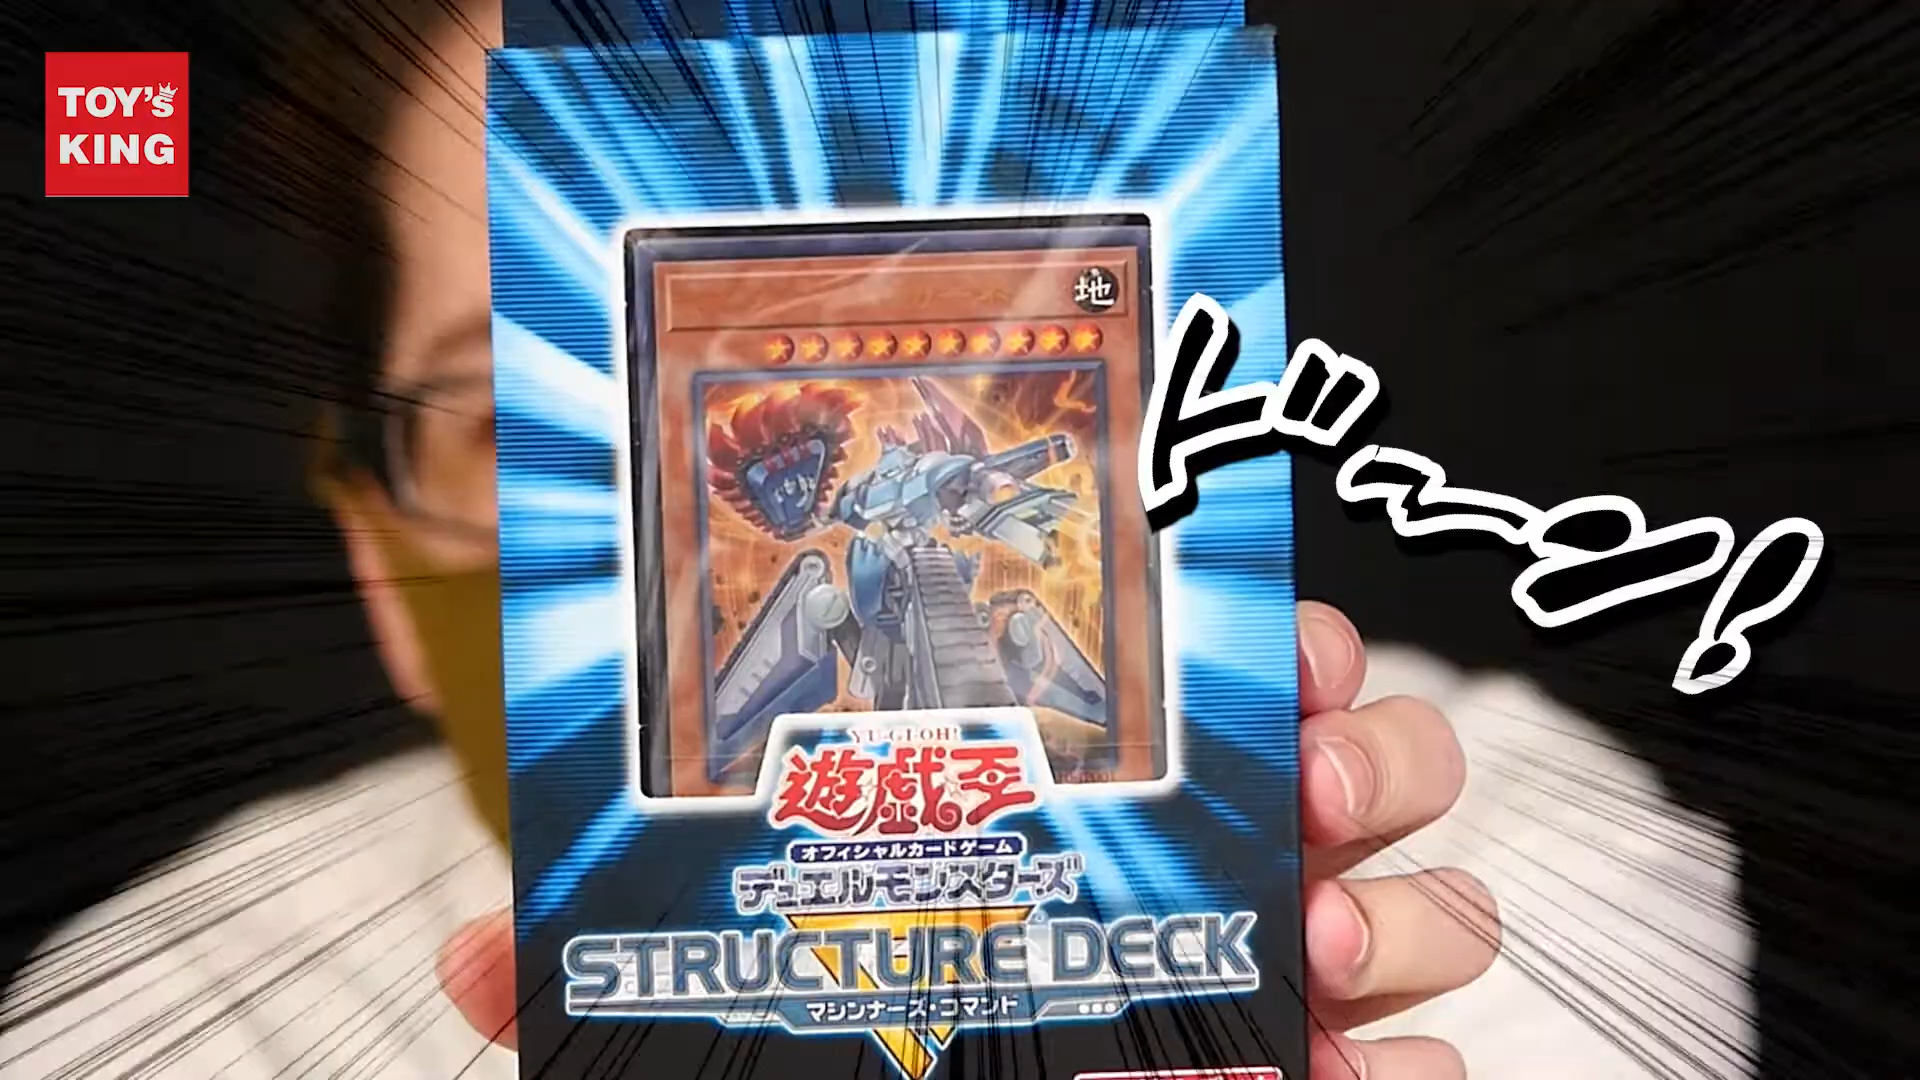 TOY'S
KING
地
ドーン!
YU-GI-OH!
遊戯王
オフィシャルカードゲーム
デュエルモンスターズ
STRUCTURE DECK
マシンナーズ・コマンド